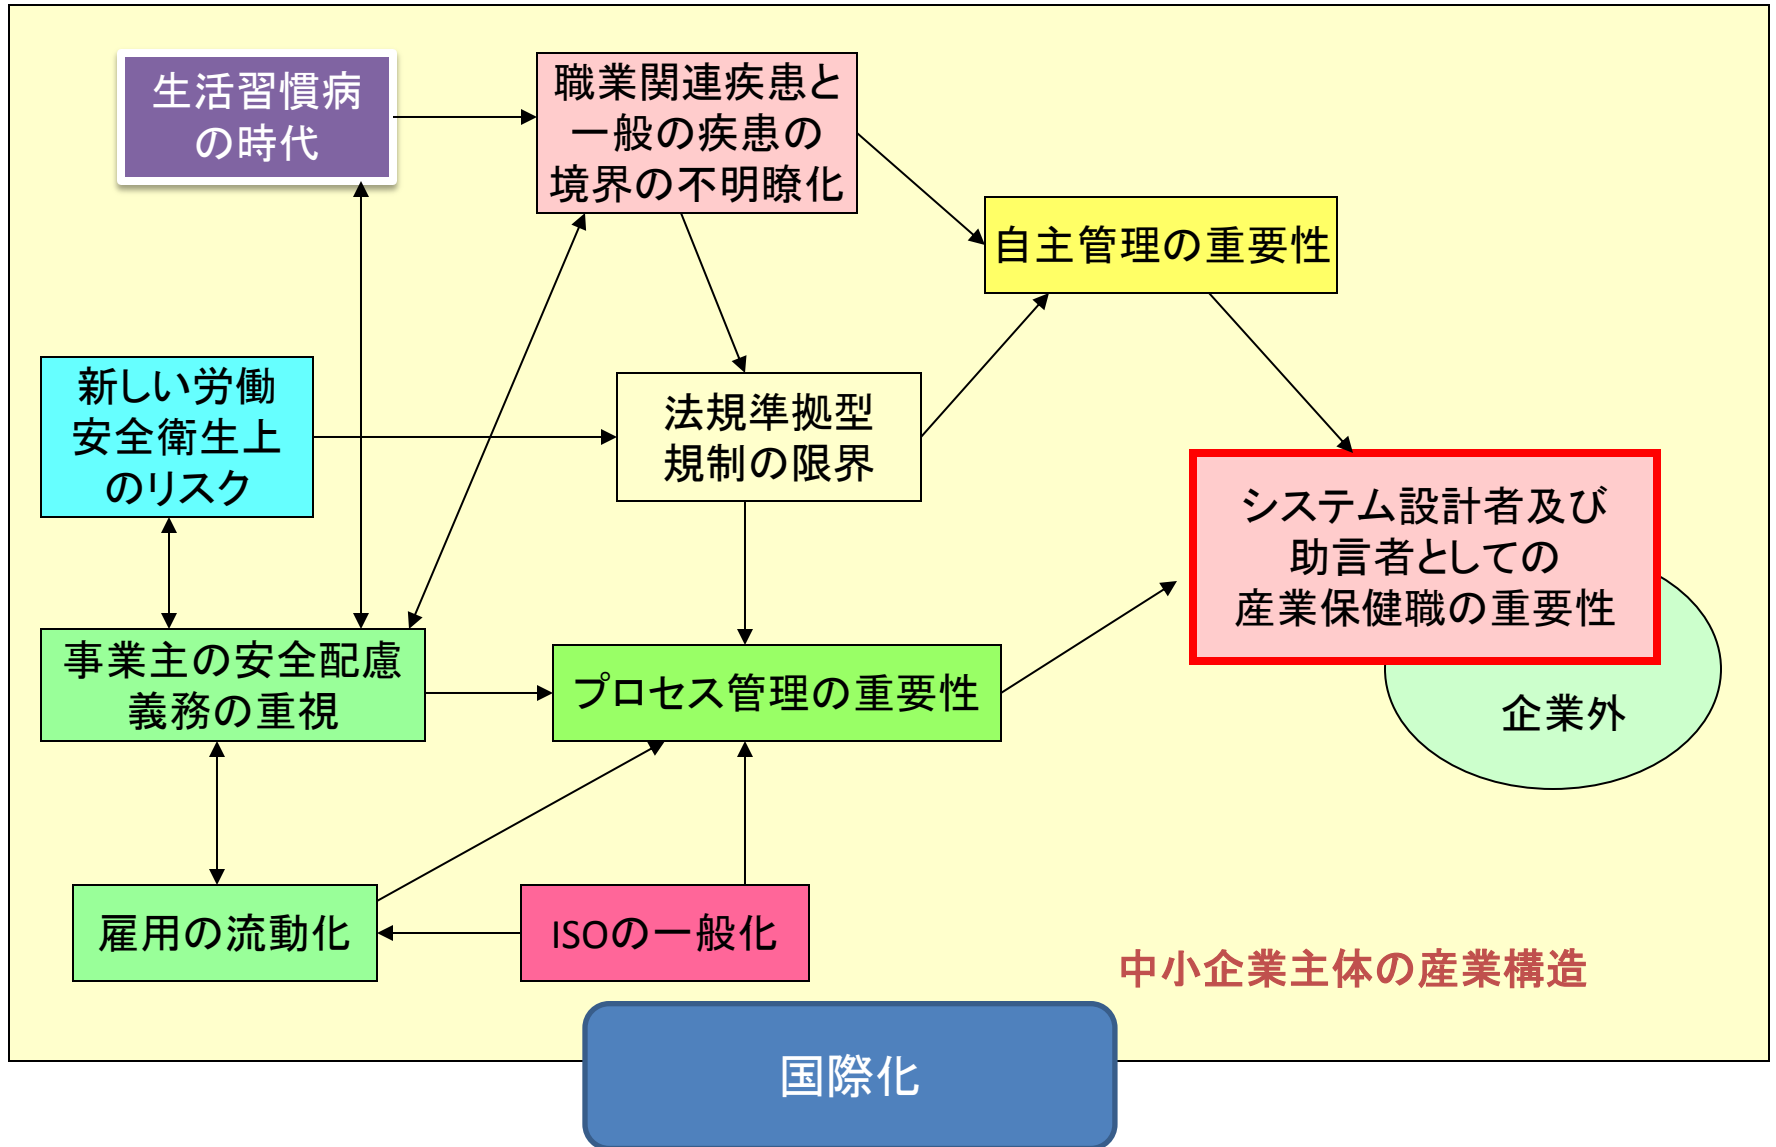 生活習慣病
の時代
職業関連疾患と
一般の疾患の
境界の不明瞭化
自主管理の重要性
新しい労働
安全衛生上
のリスク
法規準拠型
規制の限界
システム設計者及び
助言者としての
産業保健職の重要性
事業主の安全配慮
義務の重視
プロセス管理の重要性
企業外
雇用の流動化
ISOの一般化
中小企業主体の産業構造
国際化